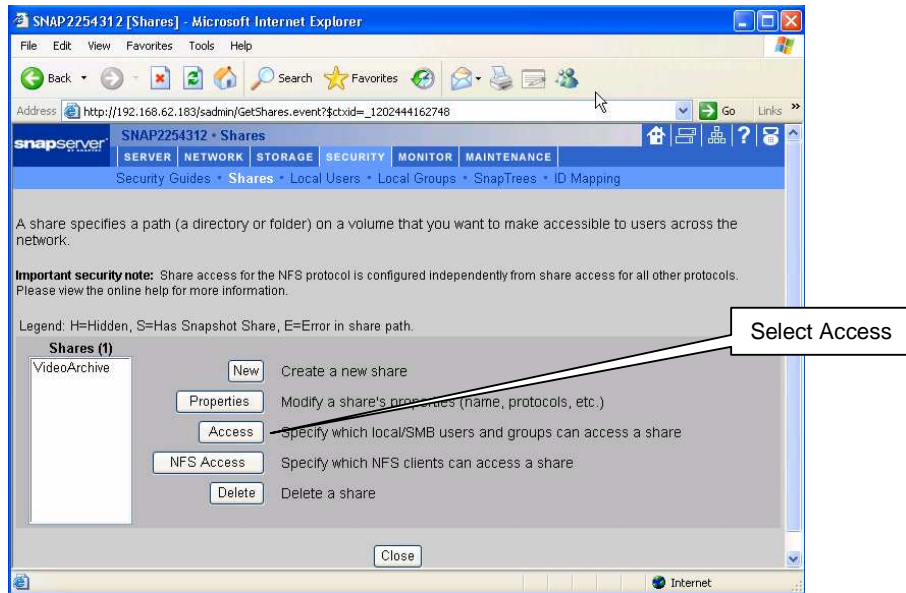 SNAP2254312 [Shares] - Microsoft Internet Explorer
File Edit View Favorites Tools Help
Back Search Favorites
Address http://192.168.62.183/sadmin/GetShares.event?$ctxid=_1202444162748 Go Links »
snapserver SNAP2254312 • Shares ?
SERVER NETWORK STORAGE SECURITY MONITOR MAINTENANCE
Security Guides • Shares • Local Users • Local Groups • SnapTrees • ID Mapping
A share specifies a path (a directory or folder) on a volume that you want to make accessible to users across the
network.
Important security note: Share access for the NFS protocol is configured independently from share access for all other protocols.
Please view the online help for more information.
Legend: H=Hidden, S=Has Snapshot Share, E=Error in share path.
Select Access
Shares (1)
VideoArchive
New Create a new share
Properties Modify a share's properties (name, protocols, etc.)
Access Specify which local/SMB users and groups can access a share
NFS Access Specify which NFS clients can access a share
Delete Delete a share
Close
Internet